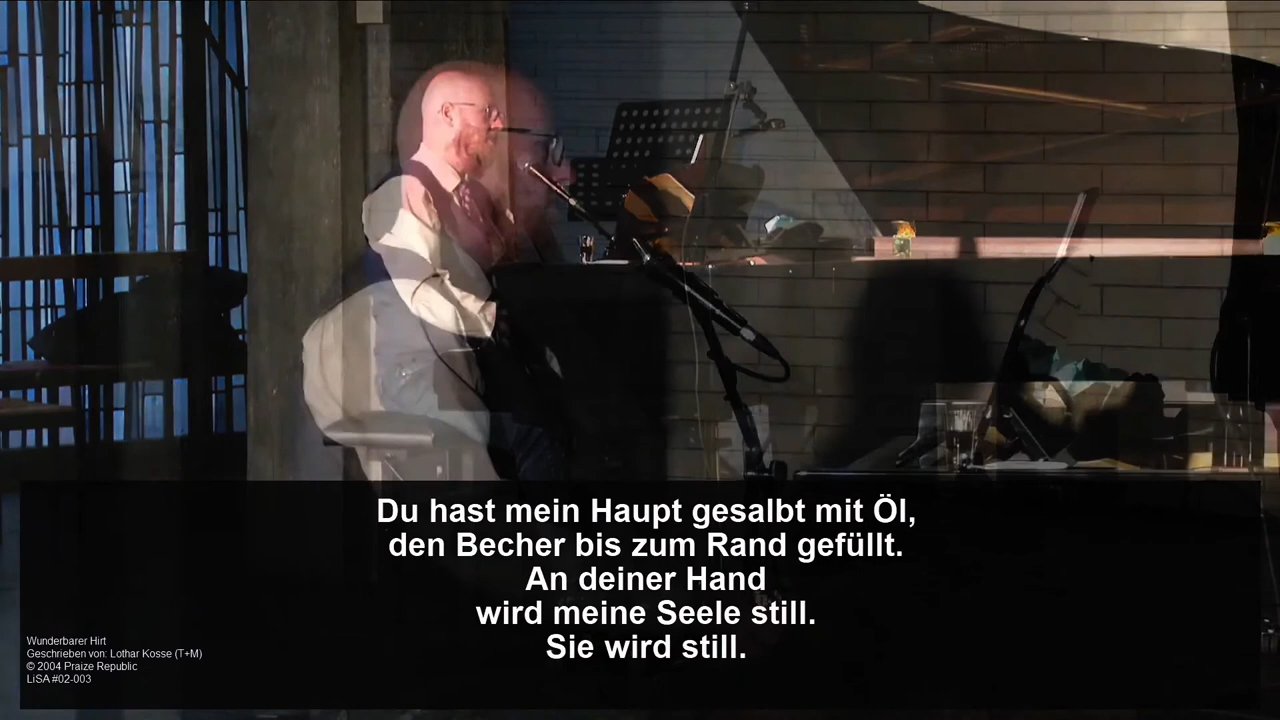 Du hast mein Haupt gesalbt mit Öl,
den Becher bis zum Rand gefüllt.
An deiner Hand
wird meine Seele still.
Sie wird still.
Wunderbarer Hirt
Geschrieben von: Lothar Kosse (T+M)
© 2004 Praize Republic
LiSA #02-003